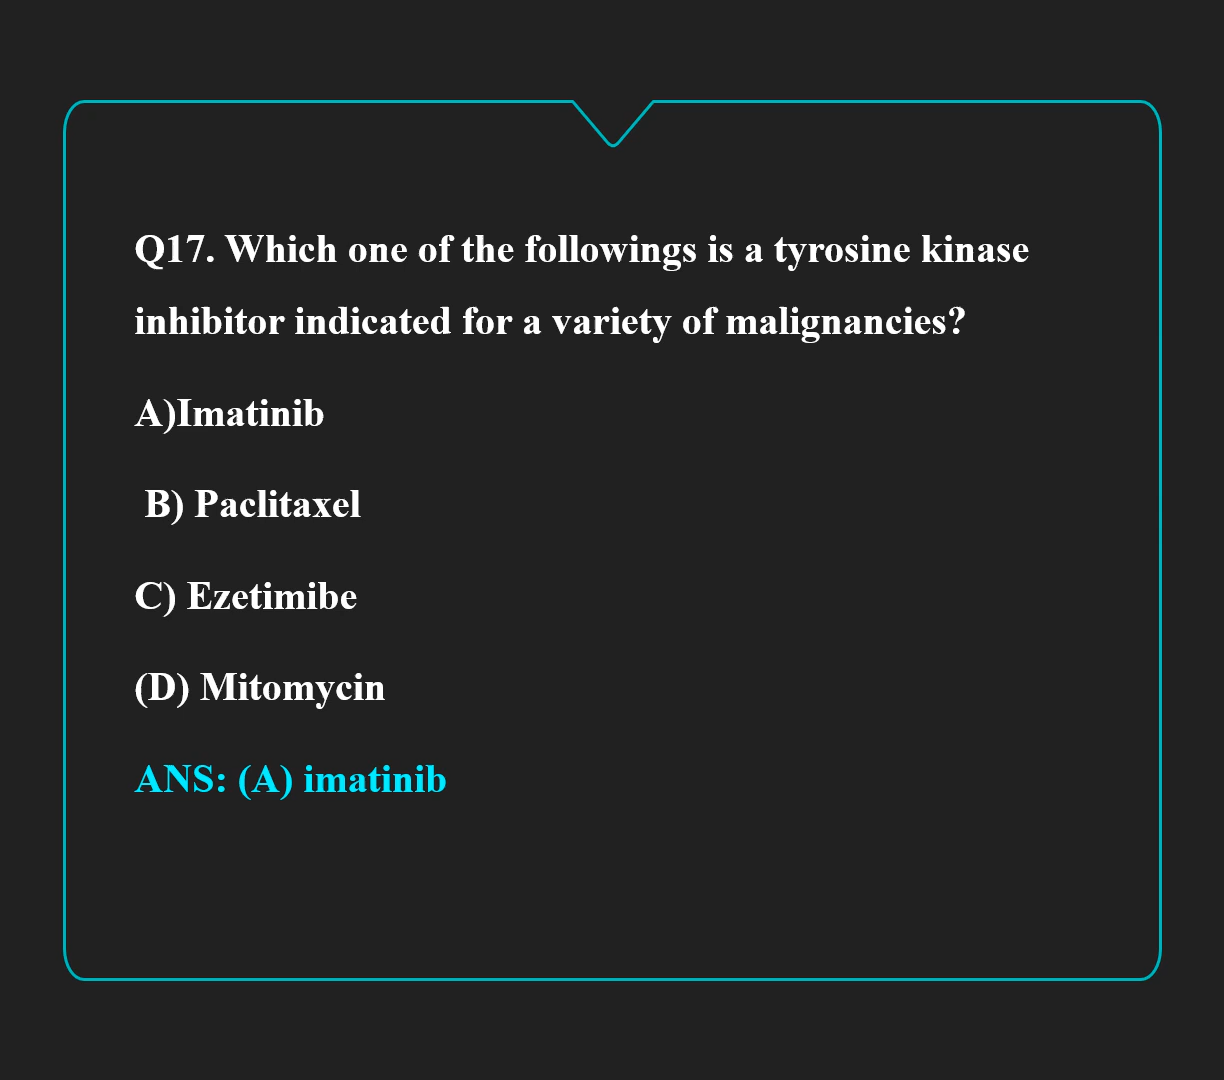 Q17. Which one of the followings is a tyrosine kinase
inhibitor indicated for a variety of malignancies?
A)Imatinib
B) Paclitaxel
C) Ezetimibe
(D) Mitomycin
ANS: (A) imatinib